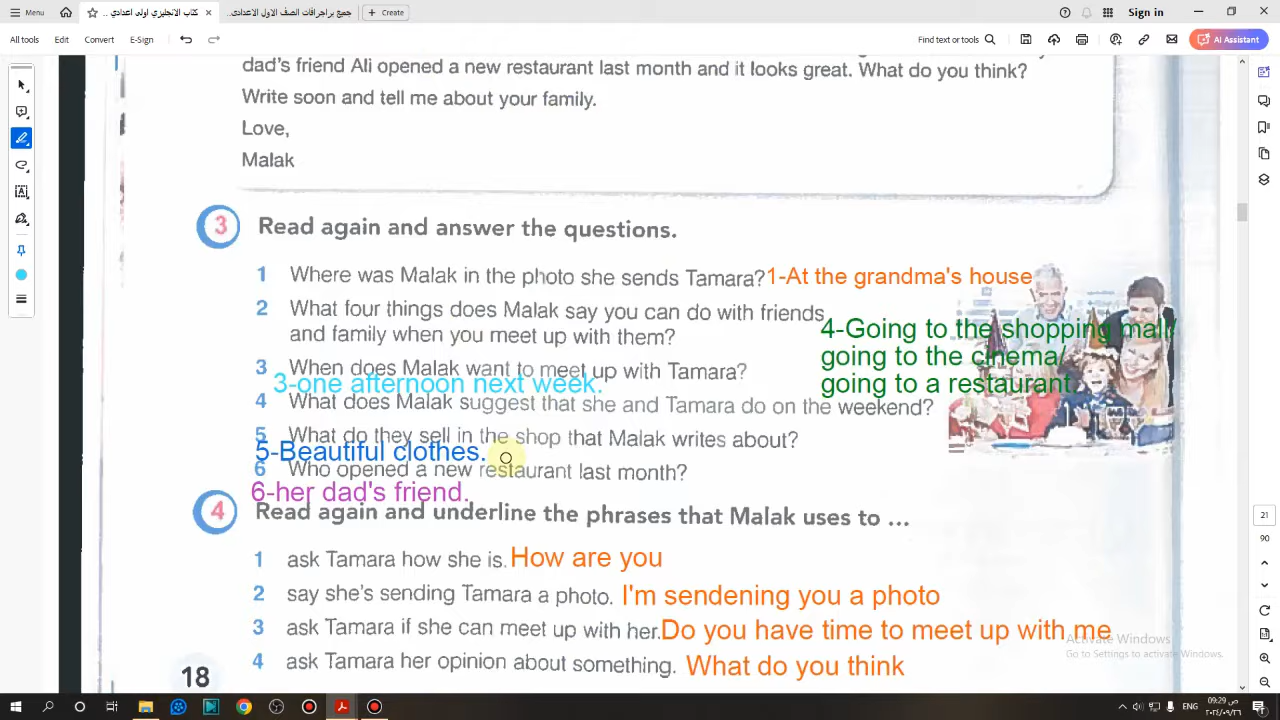 Menu
كتاب الانجليزي اولى اعدادي ...
جميع براجرافات الصف الاول الاعدادي...
+ Create
Sign in
All tools Edit Convert E-Sign
Find text or tools
AI Assistant
dad's friend Ali opened a new restaurant last month and it looks great. What do you think?
Write soon and tell me about your family.
Love,
Malak
3 Read again and answer the questions.
1 Where was Malak in the photo she sends Tamara? 1-At the grandma's house
2 What four things does Malak say you can do with friends
and family when you meet up with them?
4-Going to the shopping mall/
going to the cinema/
going to a restaurant.
3 When does Malak want to meet up with Tamara?
3-one afternoon next week.
4 What does Malak suggest that she and Tamara do on the weekend?
5 What do they sell in the shop that Malak writes about?
5-Beautiful clothes.
6 Who opened a new restaurant last month?
6-her dad's friend.
4 Read again and underline the phrases that Malak uses to ...
1 ask Tamara how she is. How are you
2 say she's sending Tamara a photo. I'm sendening you a photo
3 ask Tamara if she can meet up with her. Do you have time to meet up with me
4 ask Tamara her opinion about something. What do you think
18
21
90
Activate Windows
Go to Settings to activate Windows.
ENG
09:29 ص